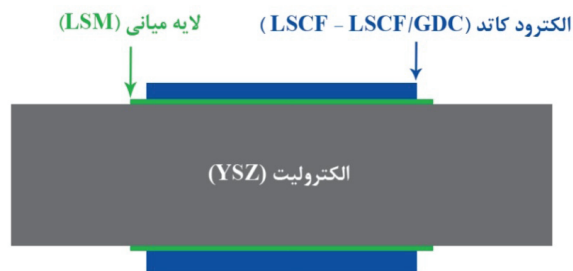 الکترود کاتد (LSCF – LSCF/GDC)
لایه میانی (LSM)
الکترولیت (YSZ)